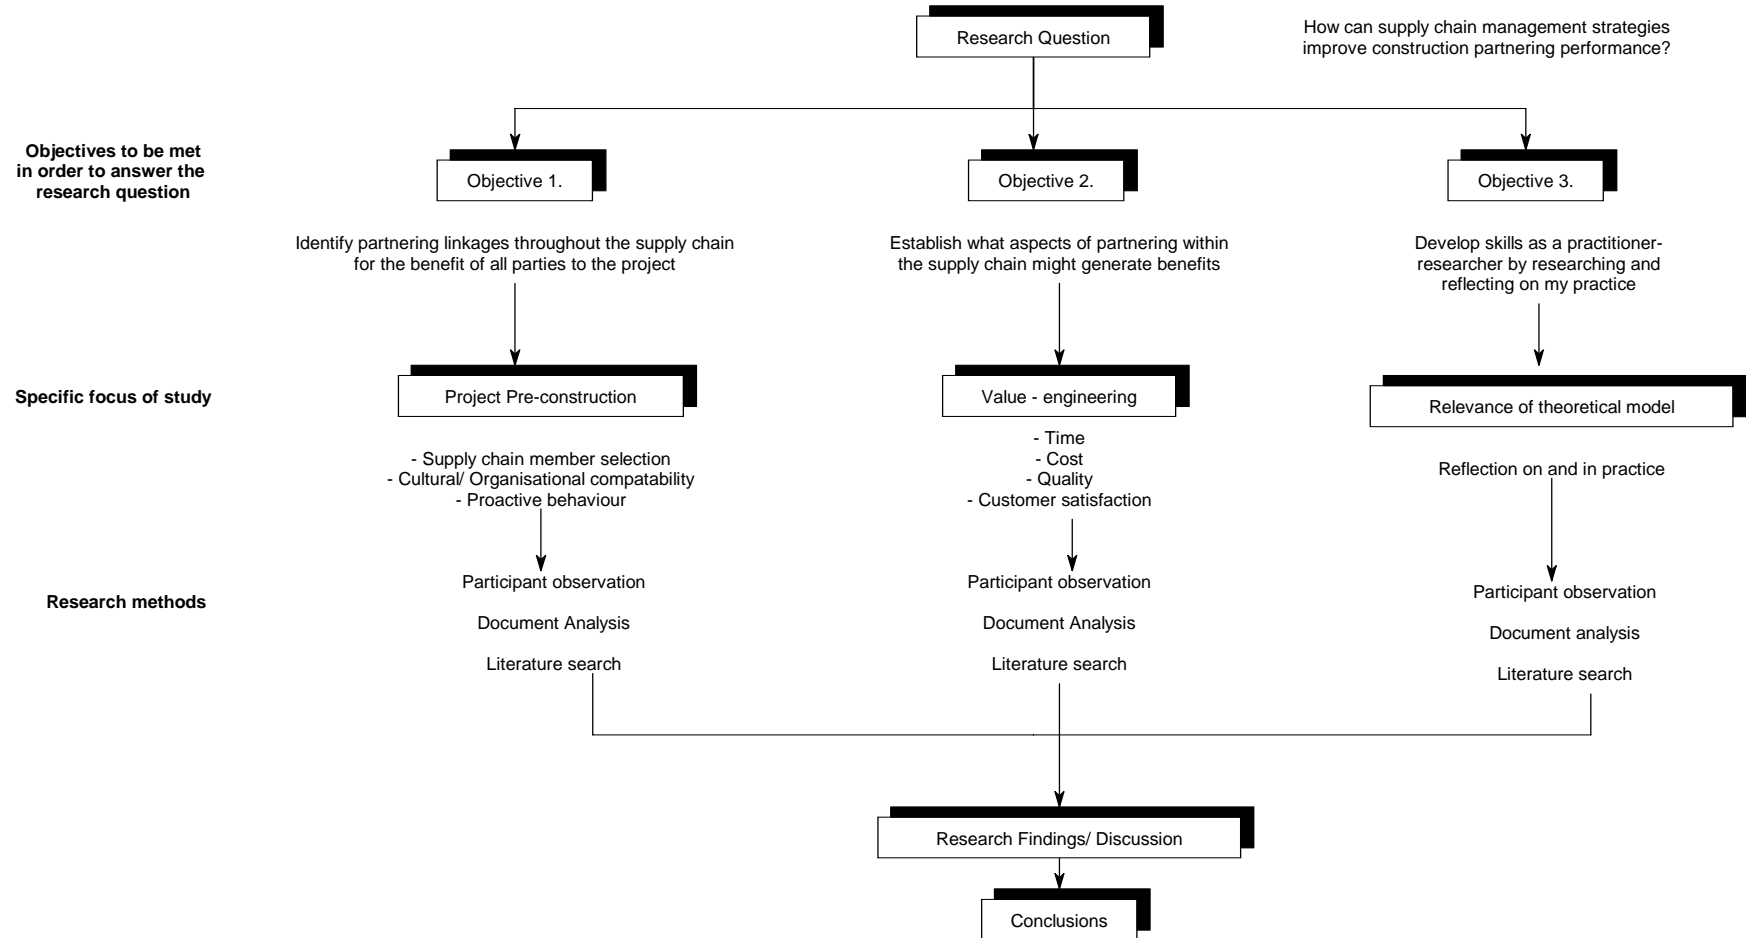 Research Question
How can supply chain management strategies
improve construction partnering performance?
Objectives to be met
in order to answer the
research question
Objective 1.
Objective 2.
Objective 3.
Identify partnering linkages throughout the supply chain
for the benefit of all parties to the project
Establish what aspects of partnering within
the supply chain might generate benefits
Develop skills as a practitioner-
researcher by researching and
reflecting on my practice
Specific focus of study
Project Pre-construction
Value - engineering
Relevance of theoretical model
- Supply chain member selection
- Cultural/ Organisational compatability
- Proactive behaviour
- Time
- Cost
- Quality
- Customer satisfaction
Reflection on and in practice
Research methods
Participant observation
Document Analysis
Literature search
Participant observation
Document Analysis
Literature search
Participant observation
Document analysis
Literature search
Research Findings/ Discussion
Conclusions